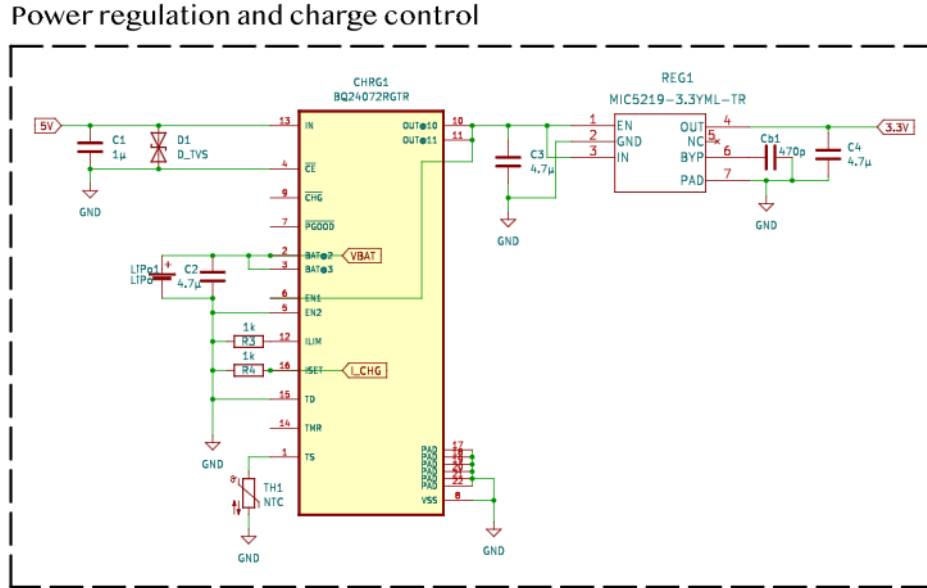 Power regulation and charge control
CHRG1
BQ24072RGTR
REG1
MIC5219-3.3YML-TR
5V
C1
1µ
D1
D_TVS
GND
13 IN
4 CE
9 CHG
7 PGOOD
2 BAT@2
3 BAT@3
6 EN1
5 EN2
12 ILIM
16 ISET
15 TD
14 TMR
1 TS
OUT@10 10
OUT@11 11
PAD 17
PAD 18
PAD 19
PAD 20
PAD 21
PAD 22
VSS 8
VBAT
I_CHG
LiPo1
LiPo
+
C2
4.7µ
1k
R3
1k
R4
GND
TH1
NTC
GND
GND
C3
4.7µ
GND
1 EN
2 GND
3 IN
OUT 4
NC 5
BYP 6
PAD 7
Cb1
470p
C4
4.7µ
3.3V
GND